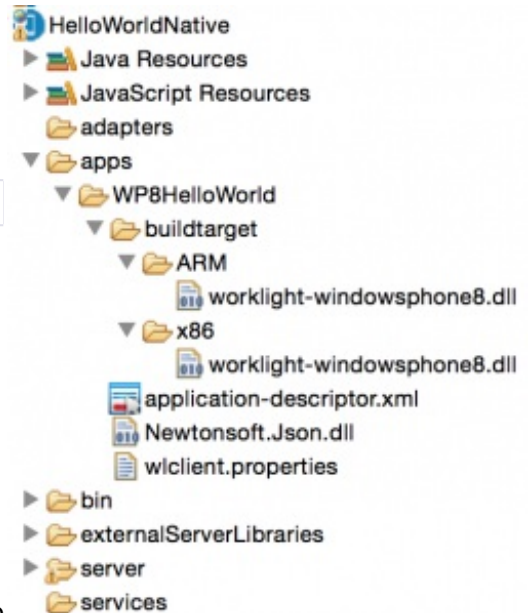 HelloWorldNative
Java Resources
JavaScript Resources
adapters
apps
WP8HelloWorld
buildtarget
ARM
worklight-windowsphone8.dll
x86
worklight-windowsphone8.dll
application-descriptor.xml
Newtonsoft.Json.dll
wlclient.properties
bin
externalServerLibraries
server
services